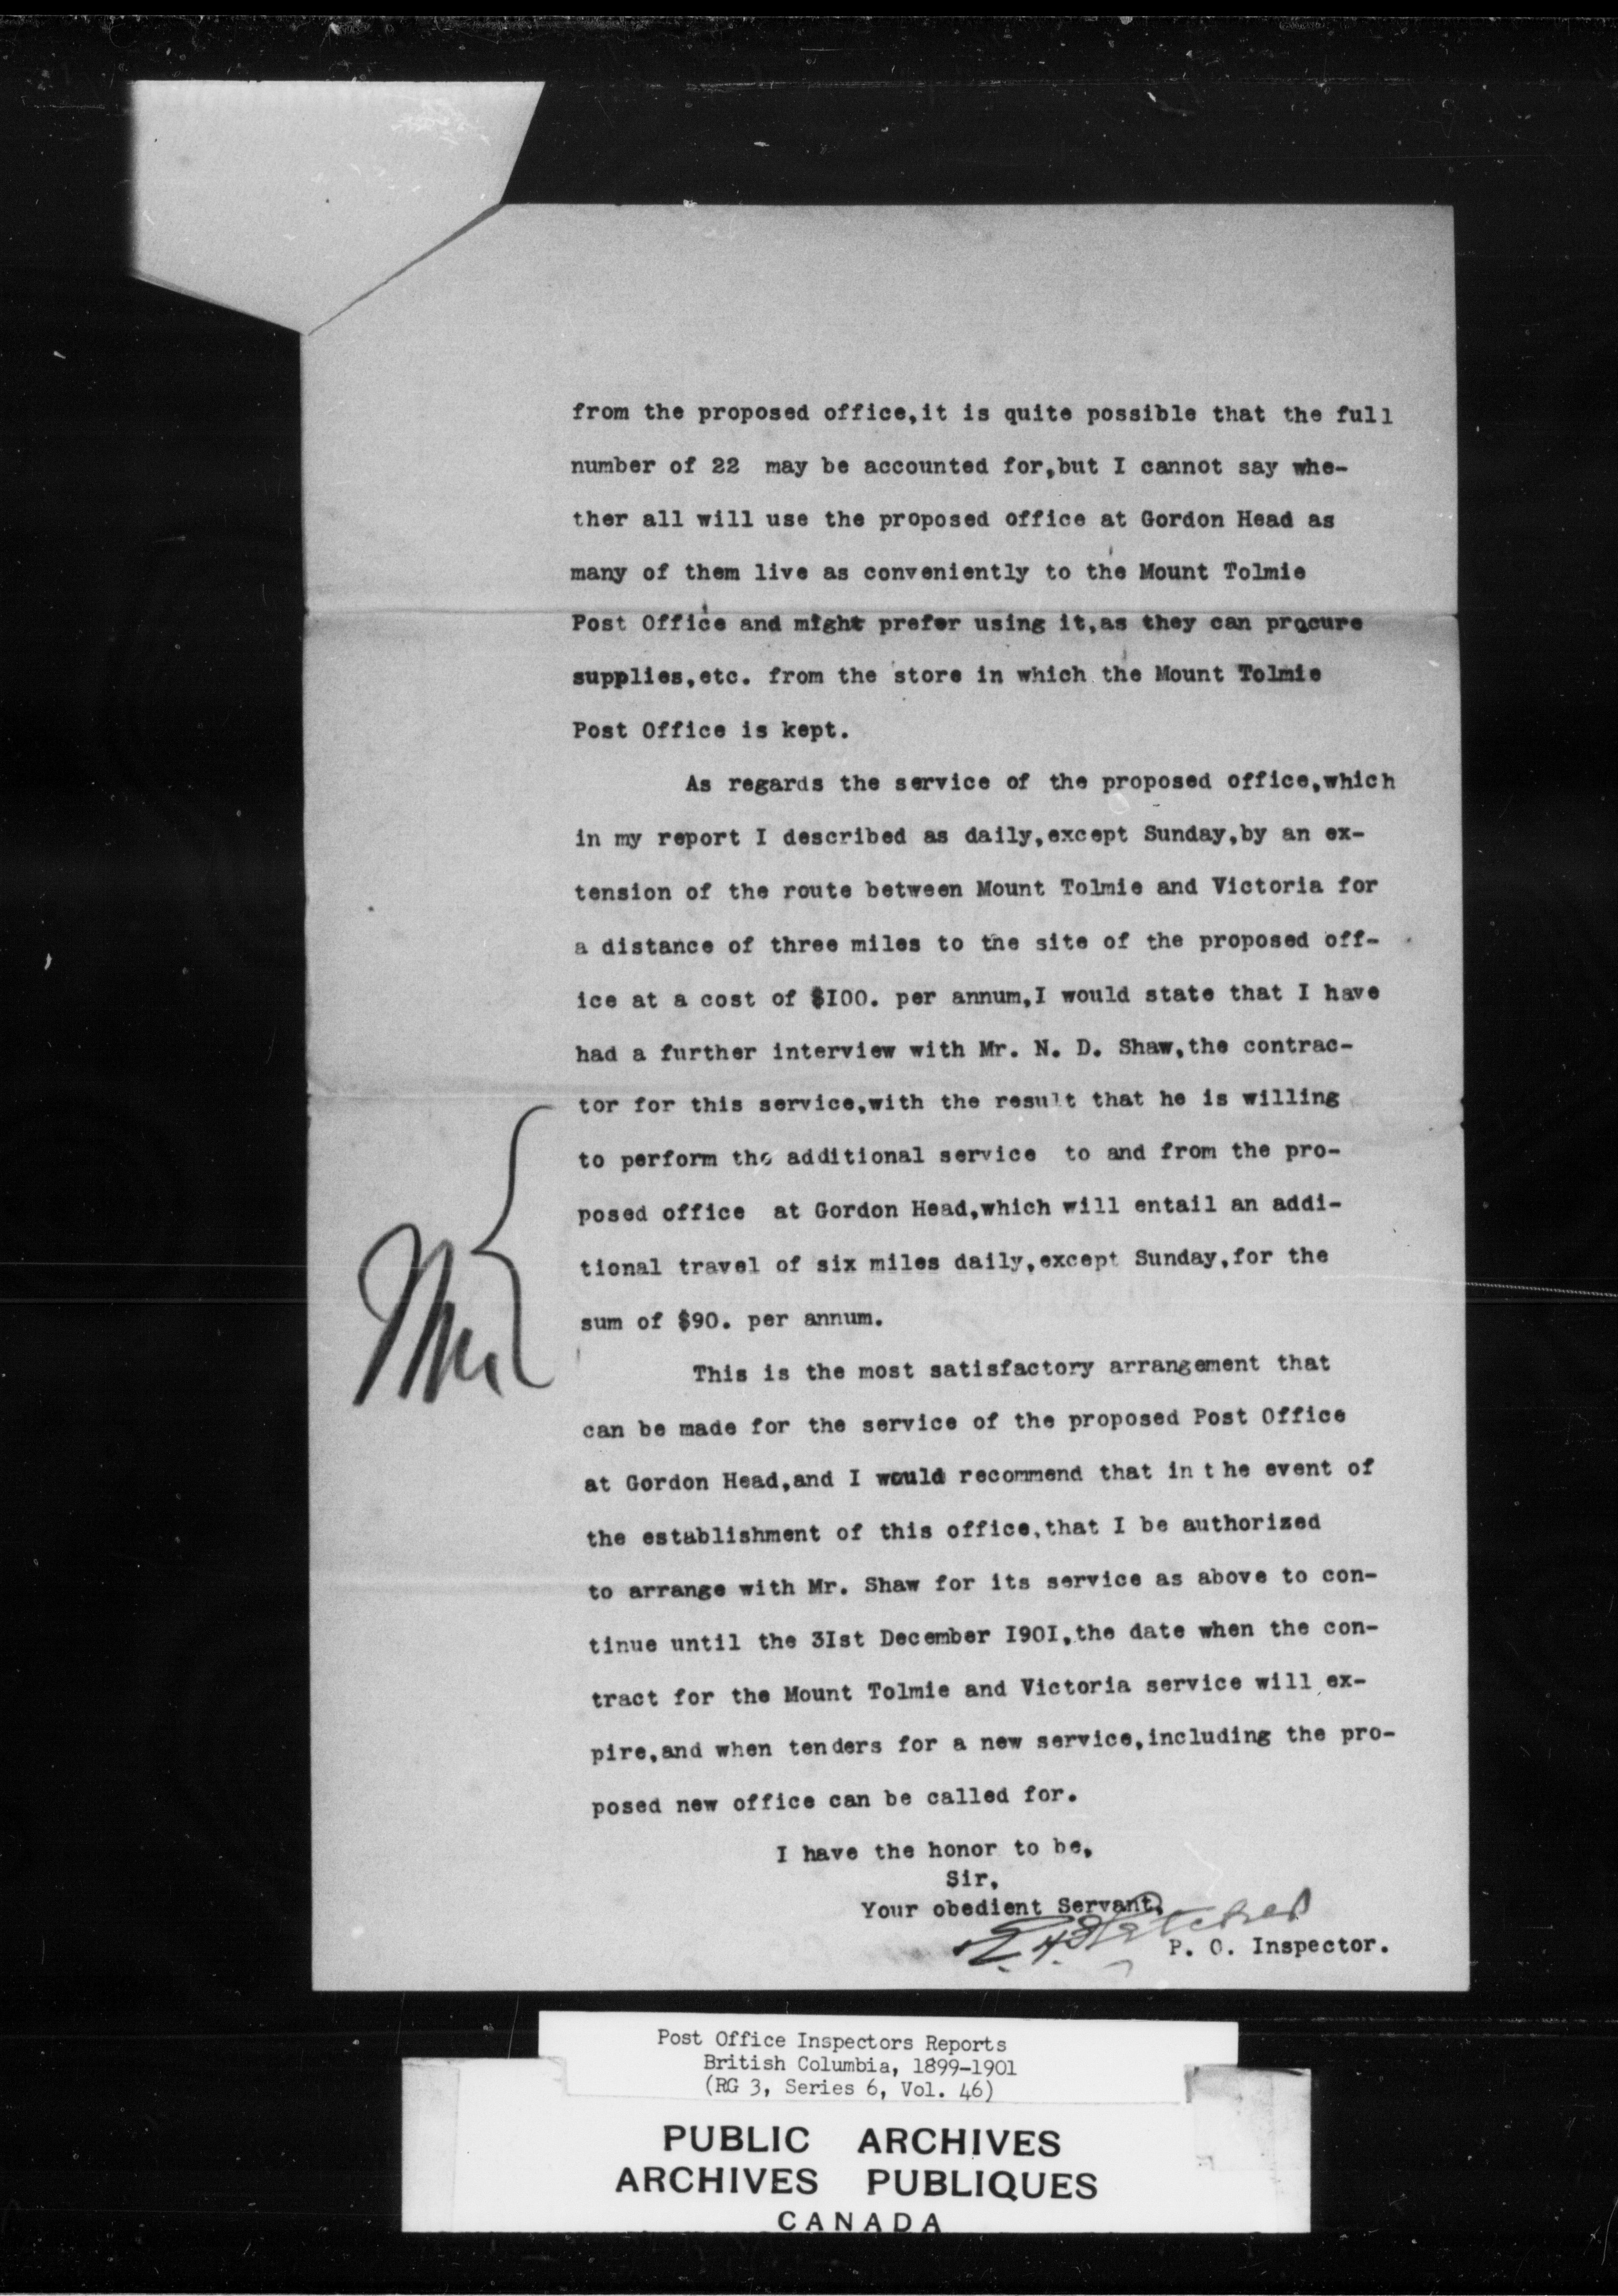 from the proposed office,it is quite possible that the full
number of 22 may be accounted for,but I cannot say whe-
ther all will use the proposed office at Gordon Head as
many of them live as conveniently to the Mount Tolmie
Post Office and might prefer using it,as they can procure
supplies,etc. from the store in which the Mount Tolmie
Post Office is kept.
As regards the service of the proposed office,which
in my report I described as daily,except Sunday,by an ex-
tension of the route between Mount Tolmie and Victoria for
a distance of three miles to the site of the proposed off-
ice at a cost of $I00. per annum,I would state that I have
had a further interview with Mr. N. D. Shaw,the contrac-
tor for this service,with the result that he is willing
to perform the additional service to and from the pro-
posed office at Gordon Head,which will entail an addi-
tional travel of six miles daily,except Sunday,for the
sum of $90. per annum.
This is the most satisfactory arrangement that
can be made for the service of the proposed Post Office
at Gordon Head,and I would recommend that in t he event of
the establishment of this office,that I be authorized
to arrange with Mr. Shaw for its service as above to con-
tinue until the 3Ist December I90I,the date when the con-
tract for the Mount Tolmie and Victoria service will ex-
pire,and when tenders for a new service,including the pro-
posed new office can be called for.
I have the honor to be,
Sir,
Your obedient Servant,
E. H. Fletcher
P. O. Inspector.
Post Office Inspectors Reports
British Columbia, 1899-1901
(RG 3, Series 6, Vol. 46)
PUBLIC ARCHIVES
ARCHIVES PUBLIQUES
CANADA